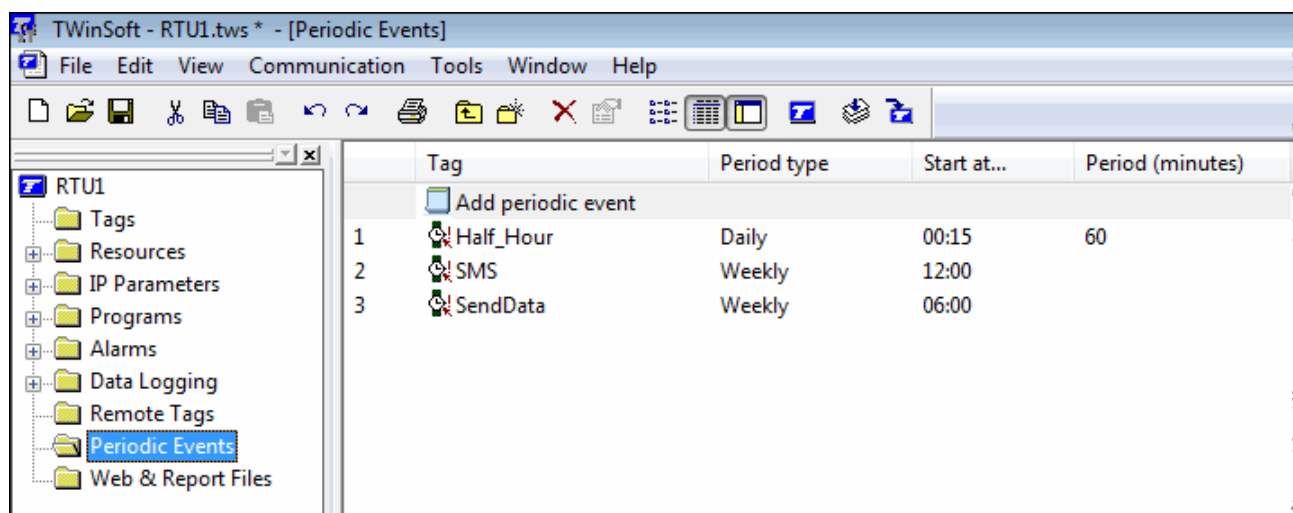 TWinSoft - RTU1.tws * - [Periodic Events]
File Edit View Communication Tools Window Help
Tag Period type Start at... Period (minutes)
Add periodic event
1 Half_Hour Daily 00:15 60
2 SMS Weekly 12:00
3 SendData Weekly 06:00
RTU1
Tags
Resources
IP Parameters
Programs
Alarms
Data Logging
Remote Tags
Periodic Events
Web & Report Files